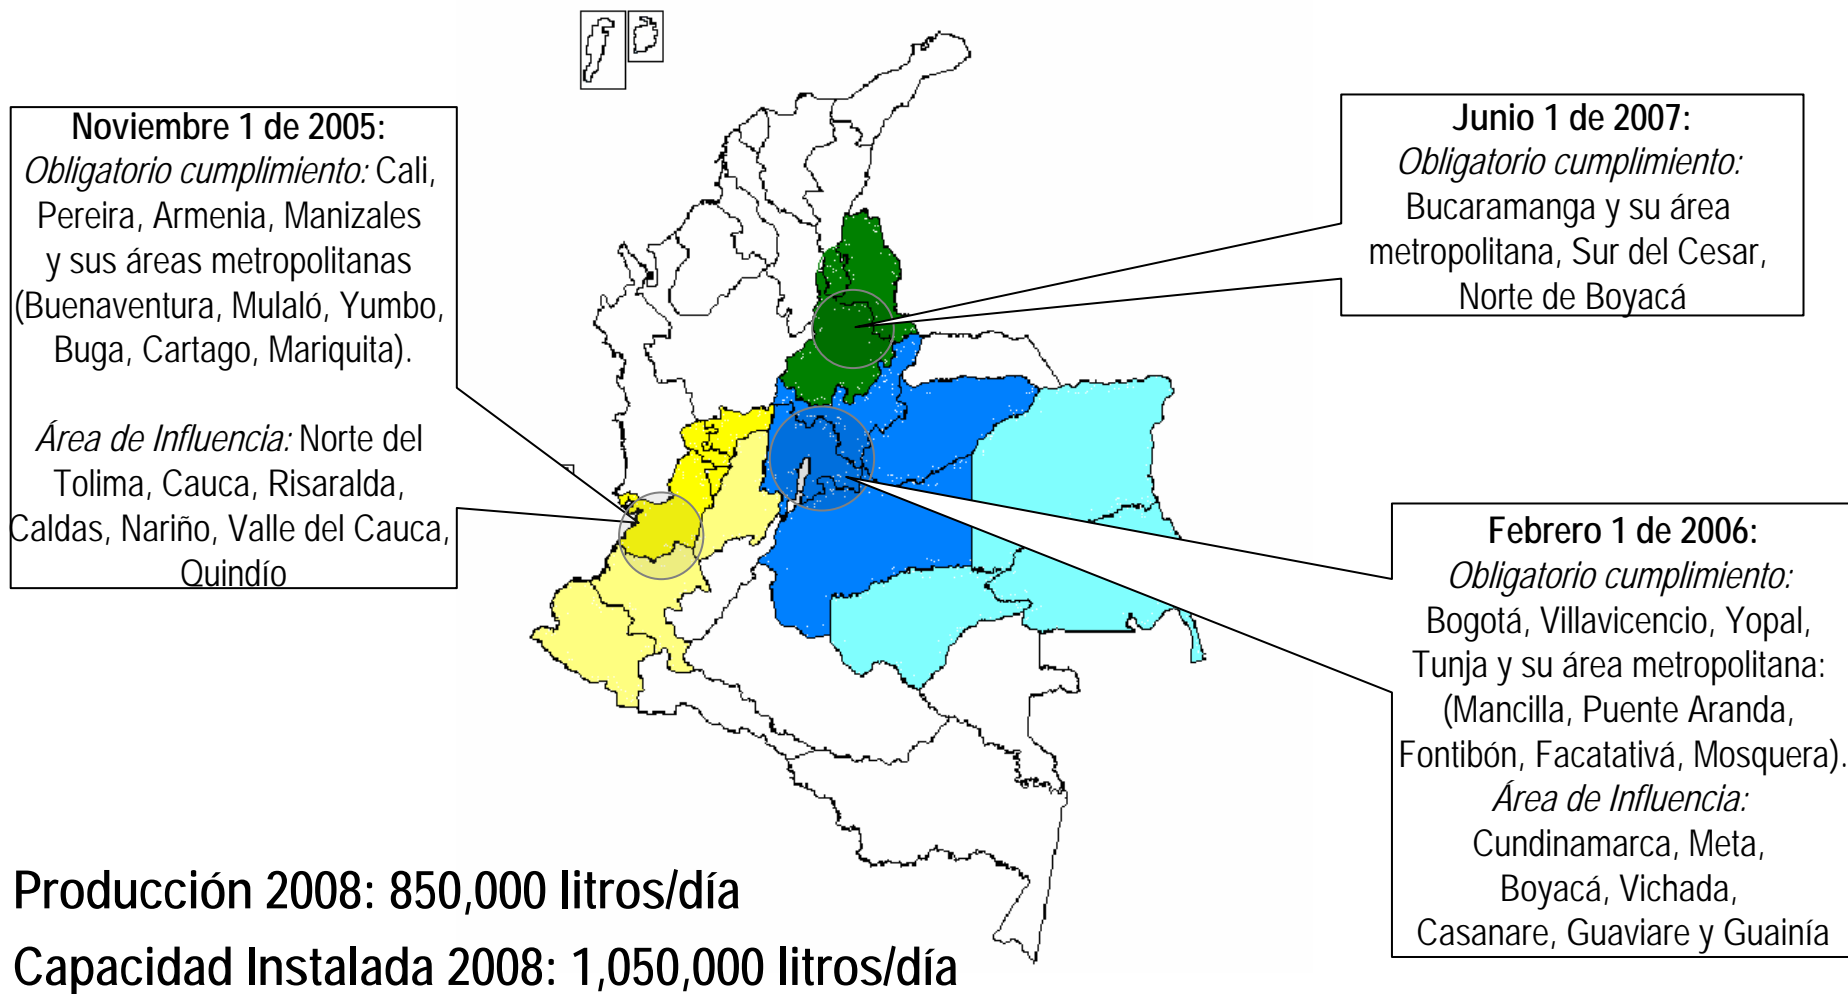 Noviembre 1 de 2005:
Obligatorio cumplimiento: Cali,
Pereira, Armenia, Manizales
y sus áreas metropolitanas
(Buenaventura, Mulaló, Yumbo,
Buga, Cartago, Mariquita).
Área de Influencia: Norte del
Tolima, Cauca, Risaralda,
Caldas, Nariño, Valle del Cauca,
Quindío
Junio 1 de 2007:
Obligatorio cumplimiento:
Bucaramanga y su área
metropolitana, Sur del Cesar,
Norte de Boyacá
Febrero 1 de 2006:
Obligatorio cumplimiento:
Bogotá, Villavicencio, Yopal,
Tunja y su área metropolitana:
(Mancilla, Puente Aranda,
Fontibón, Facatativá, Mosquera).
Área de Influencia:
Cundinamarca, Meta,
Boyacá, Vichada,
Casanare, Guaviare y Guainía
Producción 2008: 850,000 litros/día
Capacidad Instalada 2008: 1,050,000 litros/día